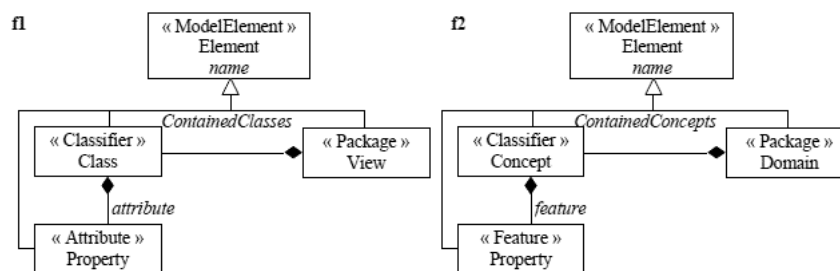 f1
« ModelElement »
Element
name
ContainedClasses
« Classifier »
Class
« Package »
View
attribute
« Attribute »
Property
f2
« ModelElement »
Element
name
ContainedConcepts
« Classifier »
Concept
« Package »
Domain
feature
« Feature »
Property